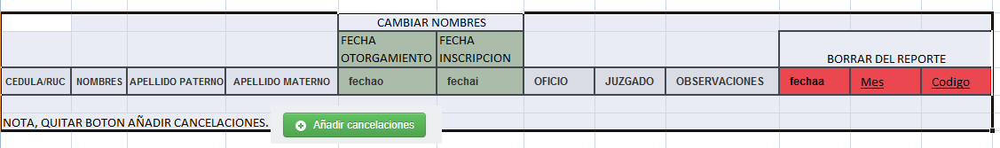 CAMBIAR NOMBRES
FECHA OTORGAMIENTO
FECHA INSCRIPCION
BORRAR DEL REPORTE
CEDULA/RUC NOMBRES APELLIDO PATERNO APELLIDO MATERNO fechao fechai OFICIO JUZGADO OBSERVACIONES fechaa Mes Codigo
NOTA, QUITAR BOTON AÑADIR CANCELACIONES. Añadir cancelaciones